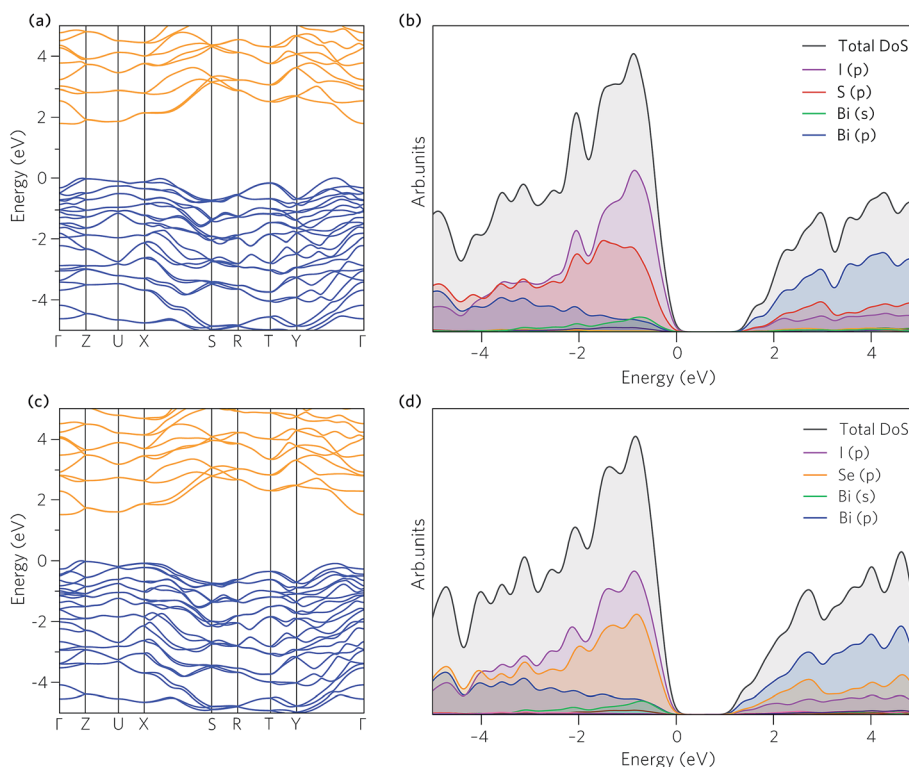 (a)
Energy (eV)
4
2
0
−2
−4
Γ Z U X S R T Y Γ
(b)
Arb.units
Total DoS
I (p)
S (p)
Bi (s)
Bi (p)
−4 −2 0 2 4
Energy (eV)
(c)
Energy (eV)
4
2
0
−2
−4
Γ Z U X S R T Y Γ
(d)
Arb.units
Total DoS
I (p)
Se (p)
Bi (s)
Bi (p)
−4 −2 0 2 4
Energy (eV)